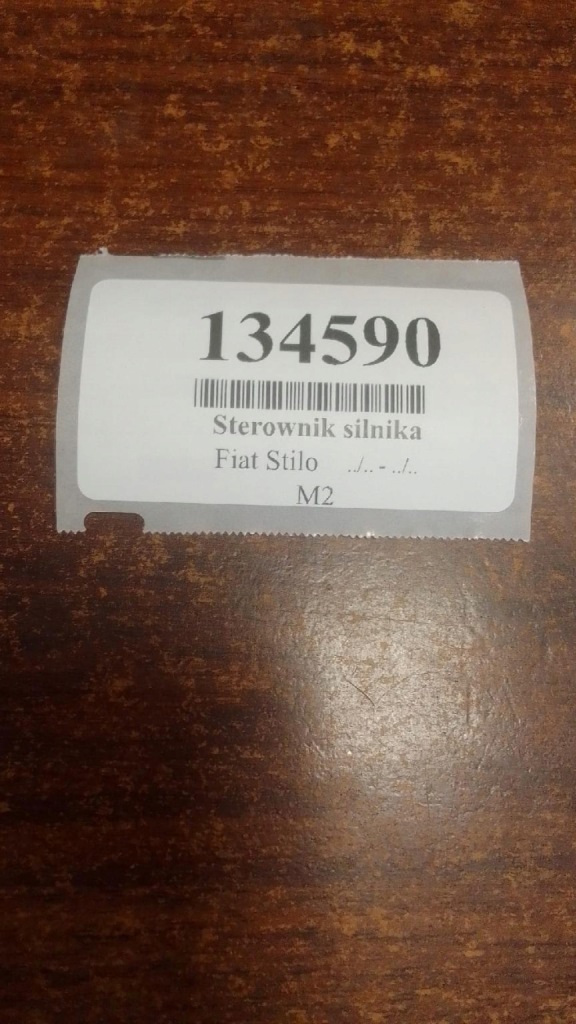 134590
Sterownik silnika
Fiat Stilo ../.. - ../..
M2